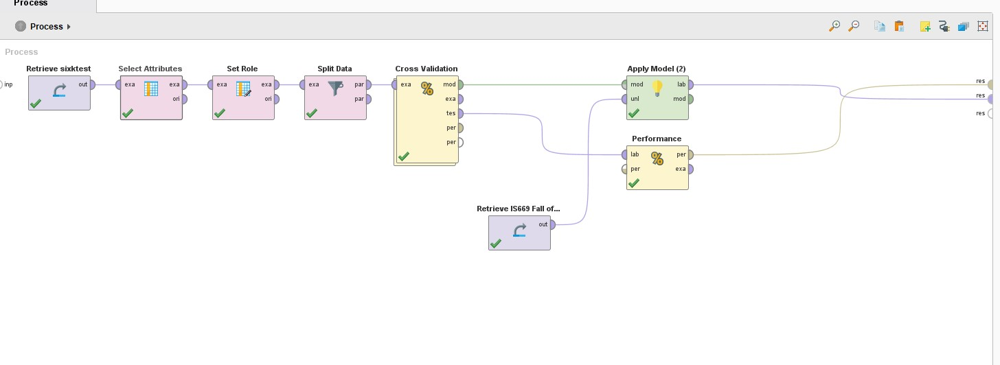 Process
Process
Process
inp
Retrieve sixktest
out
Select Attributes
exa exa
ori
Set Role
exa exa
ori
Split Data
exa par
par
Cross Validation
exa mod
exa
tes
per
per
Apply Model (2)
mod lab
unl mod
Performance
lab per
per exa
Retrieve IS669 Fall of...
out
res
res
res